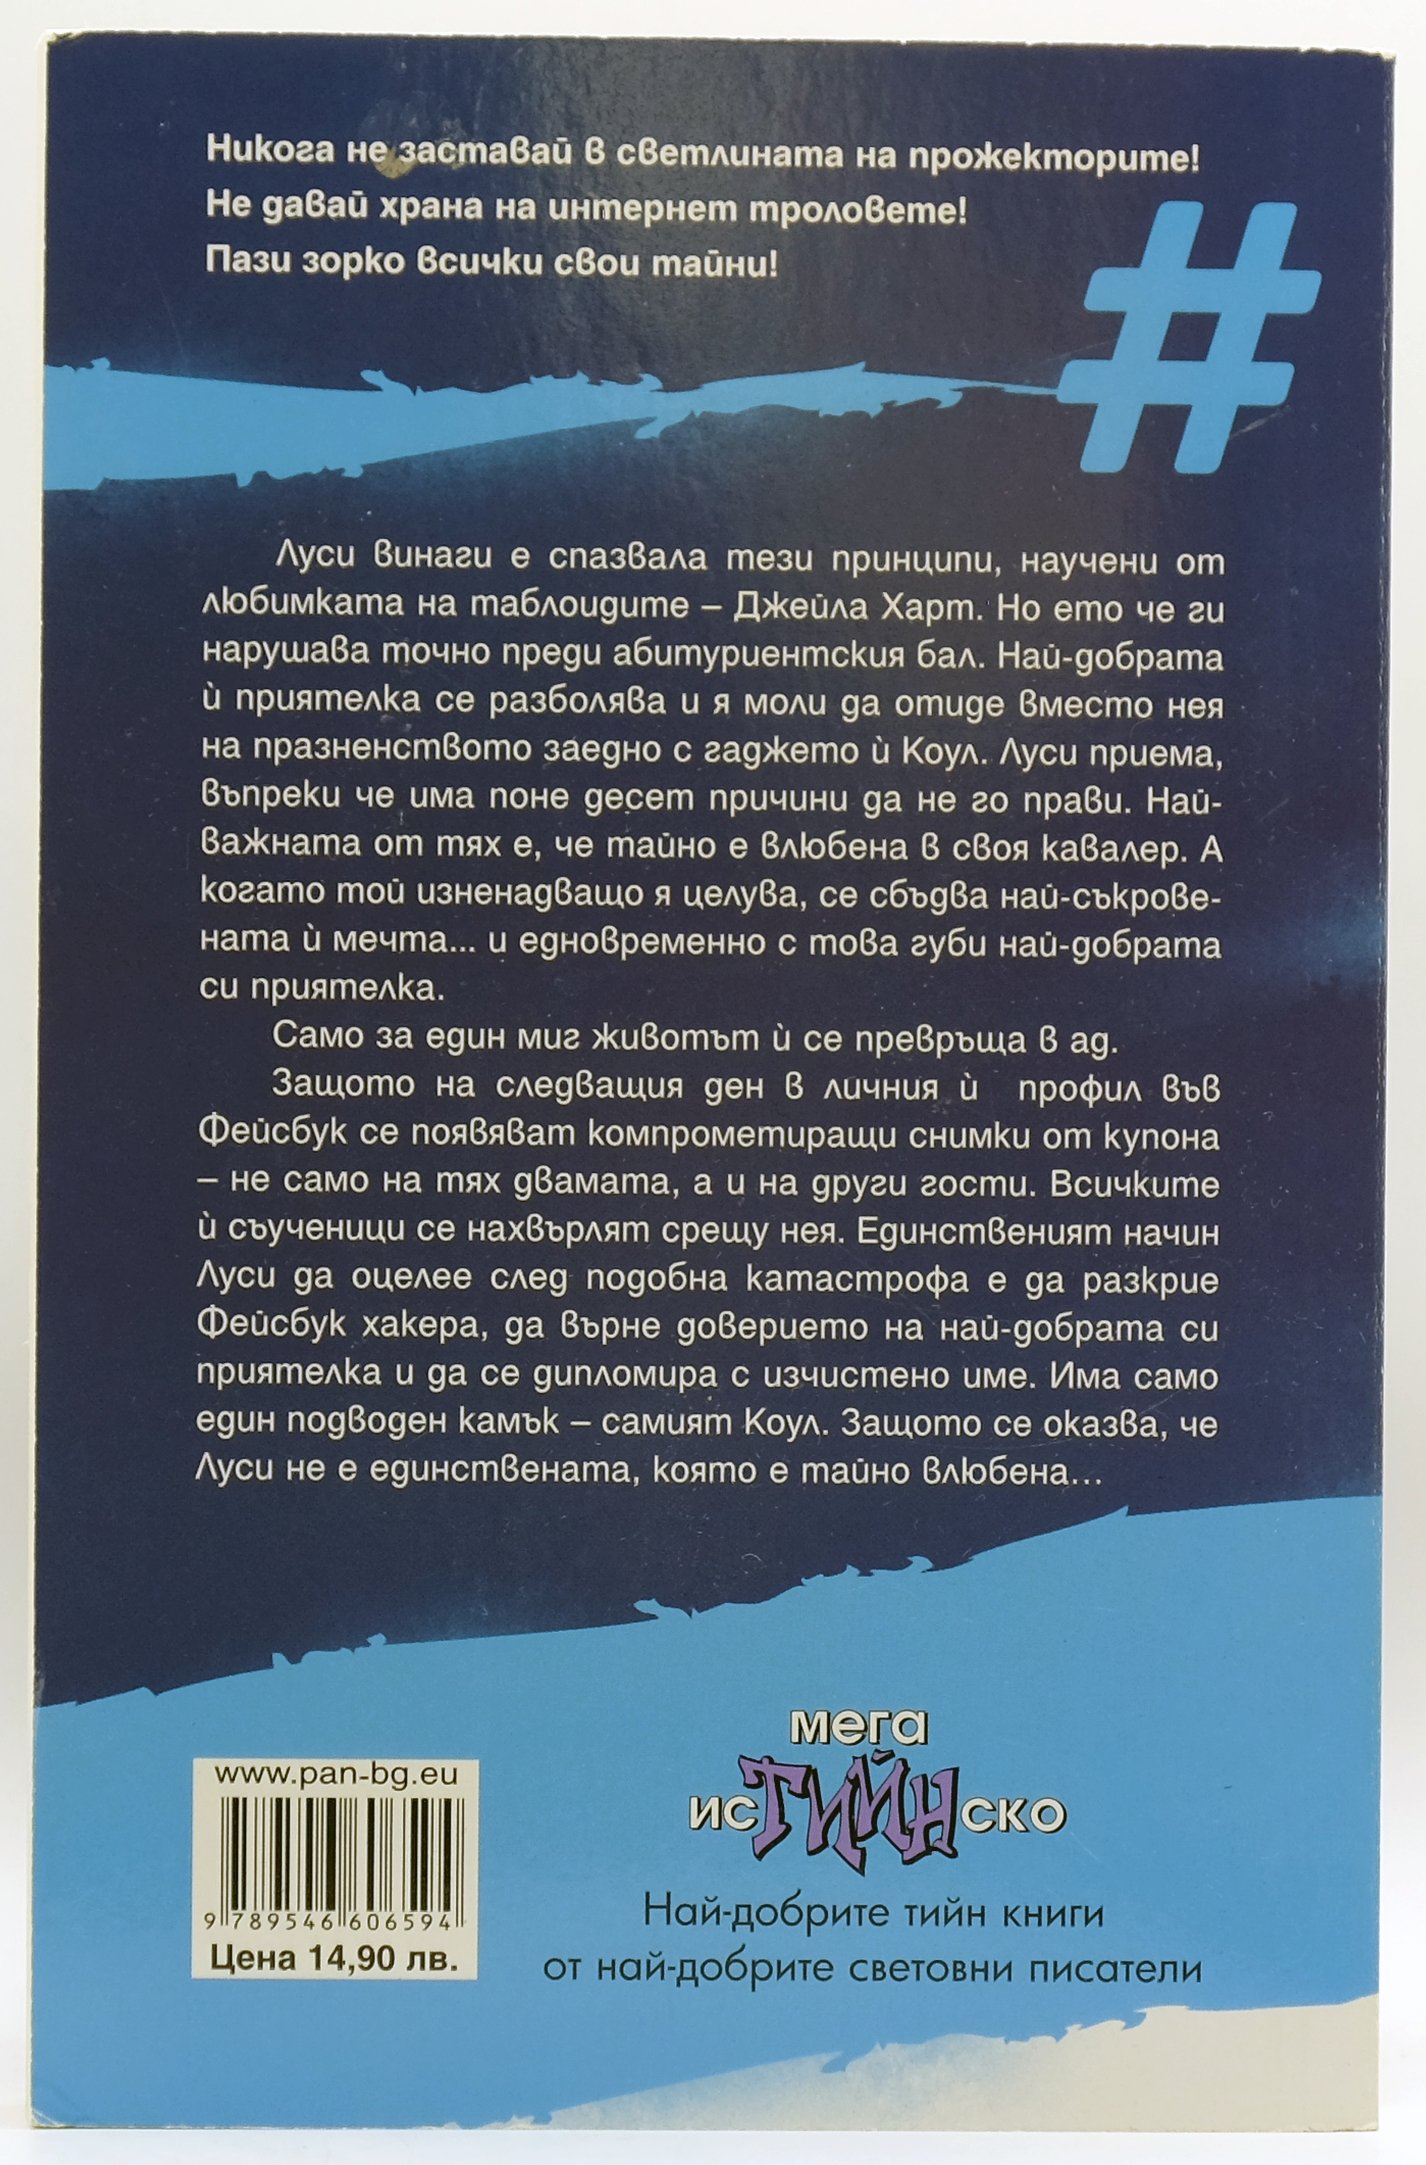 Никога не заставай в светлината на прожекторите!
Не давай храна на интернет троловете!
Пази зорко всички свои тайни!
#
Луси винаги е спазвала тези принципи, научени от
любимката на таблоидите – Джейла Харт. Но ето че ги
нарушава точно преди абитуриентския бал. Най-добрата
ѝ приятелка се разболява и я моли да отиде вместо нея
на празненството заедно с гаджето ѝ Коул. Луси приема,
въпреки че има поне десет причини да не го прави. Най-
важната от тях е, че тайно е влюбена в своя кавалер. А
когато той изненадващо я целува, се сбъдва най-съкрове-
ната ѝ мечта... и едновременно с това губи най-добрата
си приятелка.
Само за един миг животът ѝ се превръща в ад.
Защото на следващия ден в личния ѝ профил във
Фейсбук се появяват компрометиращи снимки от купона
– не само на тях двамата, а и на други гости. Всичките
ѝ съученици се нахвърлят срещу нея. Единственият начин
Луси да оцелее след подобна катастрофа е да разкрие
Фейсбук хакера, да върне доверието на най-добрата си
приятелка и да се дипломира с изчистено име. Има само
един подводен камък – самият Коул. Защото се оказва, че
Луси не е единствената, която е тайно влюбена...
мега
исТИЙНско
Най-добрите тийн книги
от най-добрите световни писатели
www.pan-bg.eu
9 789546 606594
Цена 14,90 лв.